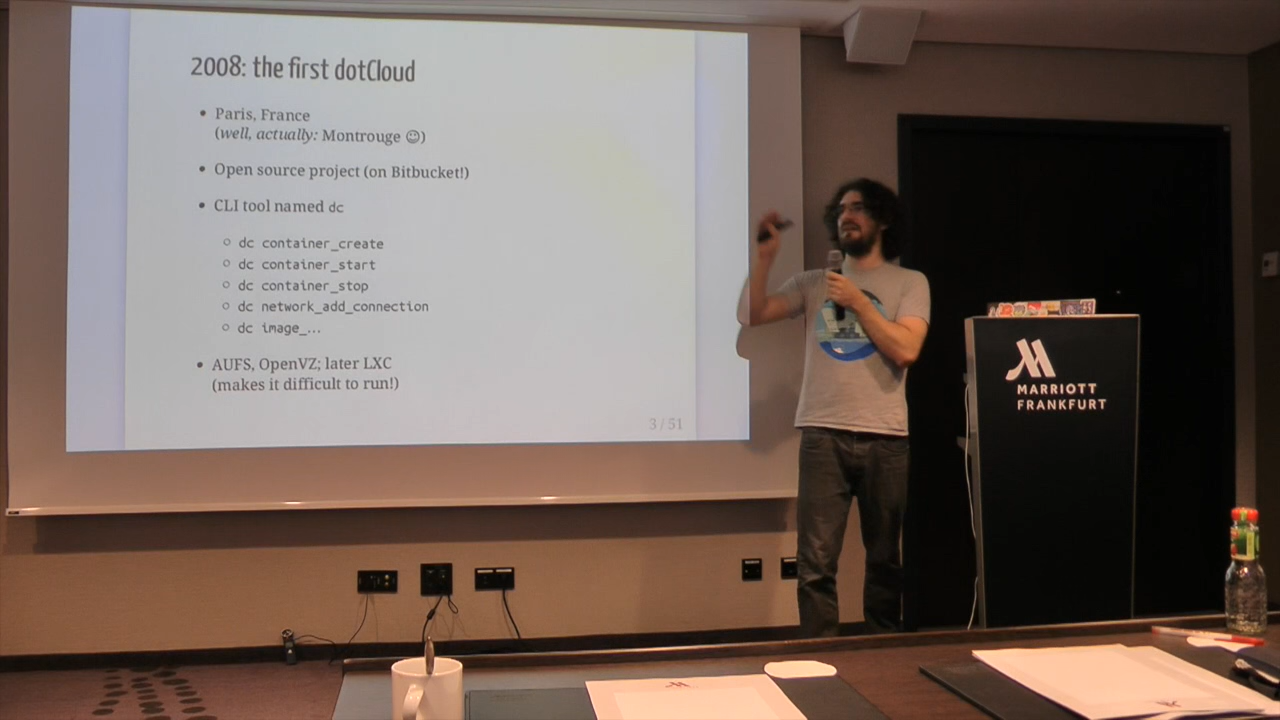 2008: the first dotCloud
• Paris, France
(well, actually: Montrouge ☺)
• Open source project (on Bitbucket!)
• CLI tool named dc
○ dc container_create
○ dc container_start
○ dc container_stop
○ dc network_add_connection
○ dc image_...
• AUFS, OpenVZ; later LXC
(makes it difficult to run!)
3 / 51
MARRIOTT
FRANKFURT